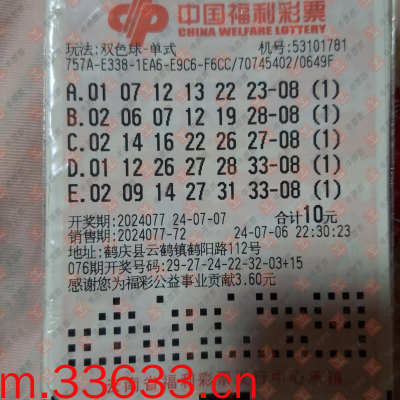 中国福利彩票
CHINA WELFARE LOTTERY
玩法:双色球-单式 机号:53101781
757A-E338-1EA6-E9C6-F6CC/70745402/0649F
A.01 07 12 13 22 23-08 (1)
B.02 06 07 12 19 28-08 (1)
C.02 14 16 22 26 27-08 (1)
D.01 12 26 27 28 33-08 (1)
E.02 09 14 27 31 33-08 (1)
开奖期:2024077 24-07-07 合计10元
销售期:2024077-72 24-07-06 22:30:23
地址:鹤庆县云鹤镇鹤阳路112号
076期开奖号码:29-27-24-22-32-03+15
感谢您为福彩公益事业贡献3.60元
m.33633.com.cn